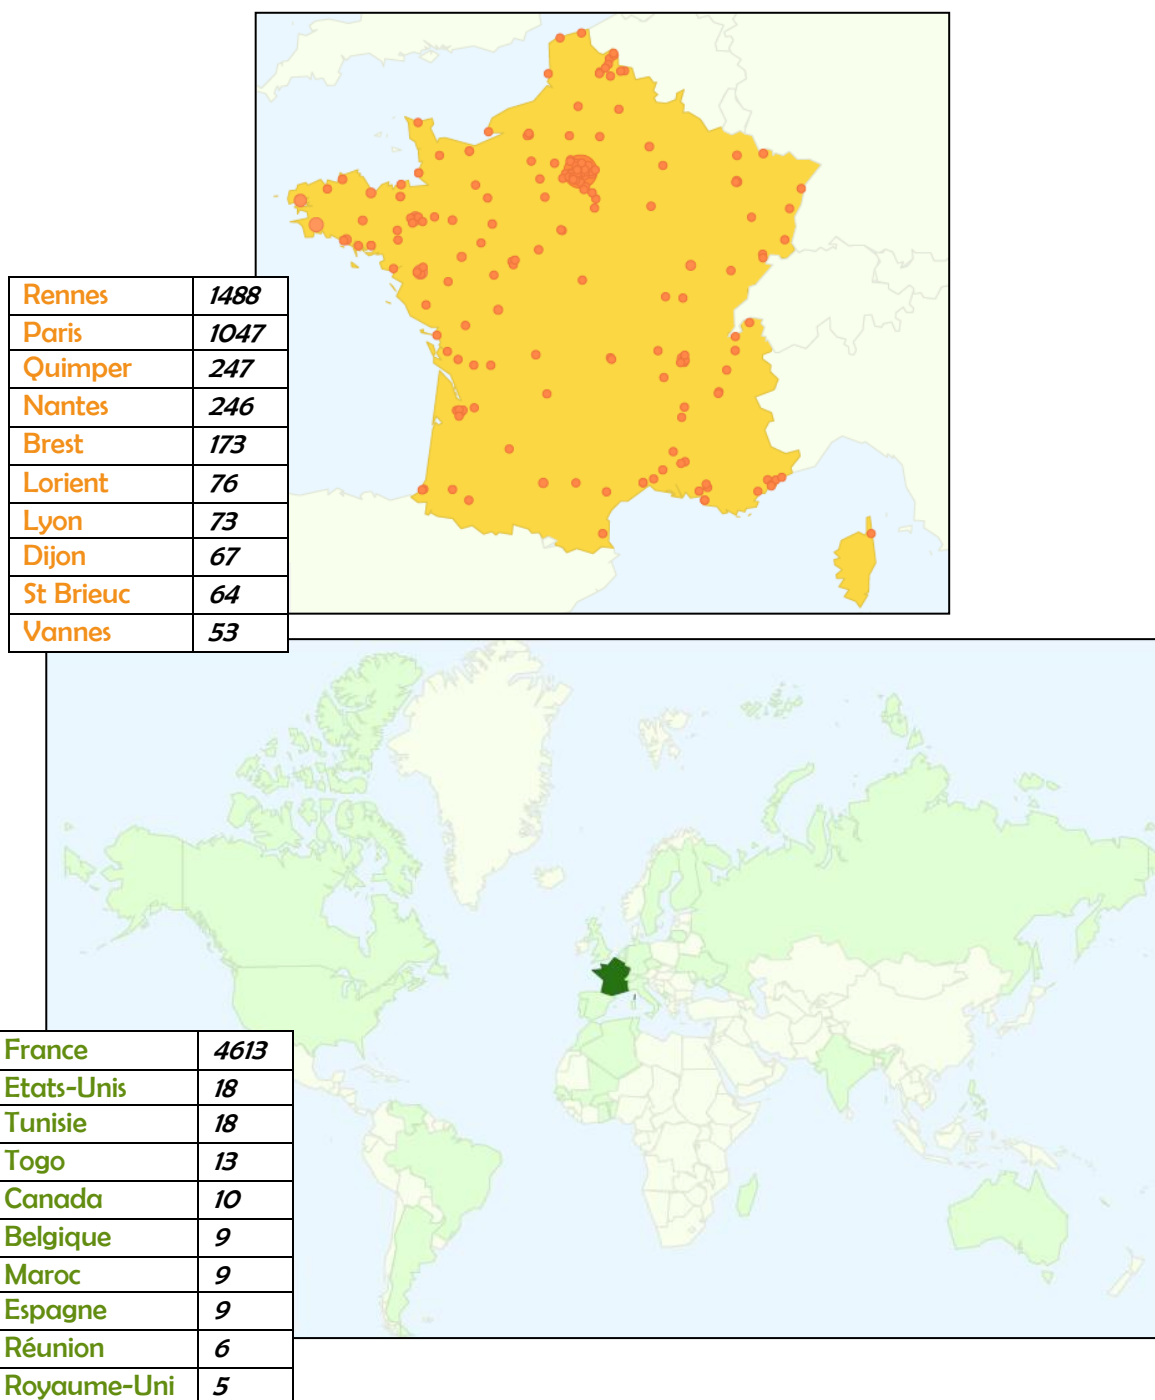 Rennes 1488
Paris 1047
Quimper 247
Nantes 246
Brest 173
Lorient 76
Lyon 73
Dijon 67
St Brieuc 64
Vannes 53
France 4613
Etats-Unis 18
Tunisie 18
Togo 13
Canada 10
Belgique 9
Maroc 9
Espagne 9
Réunion 6
Royaume-Uni 5